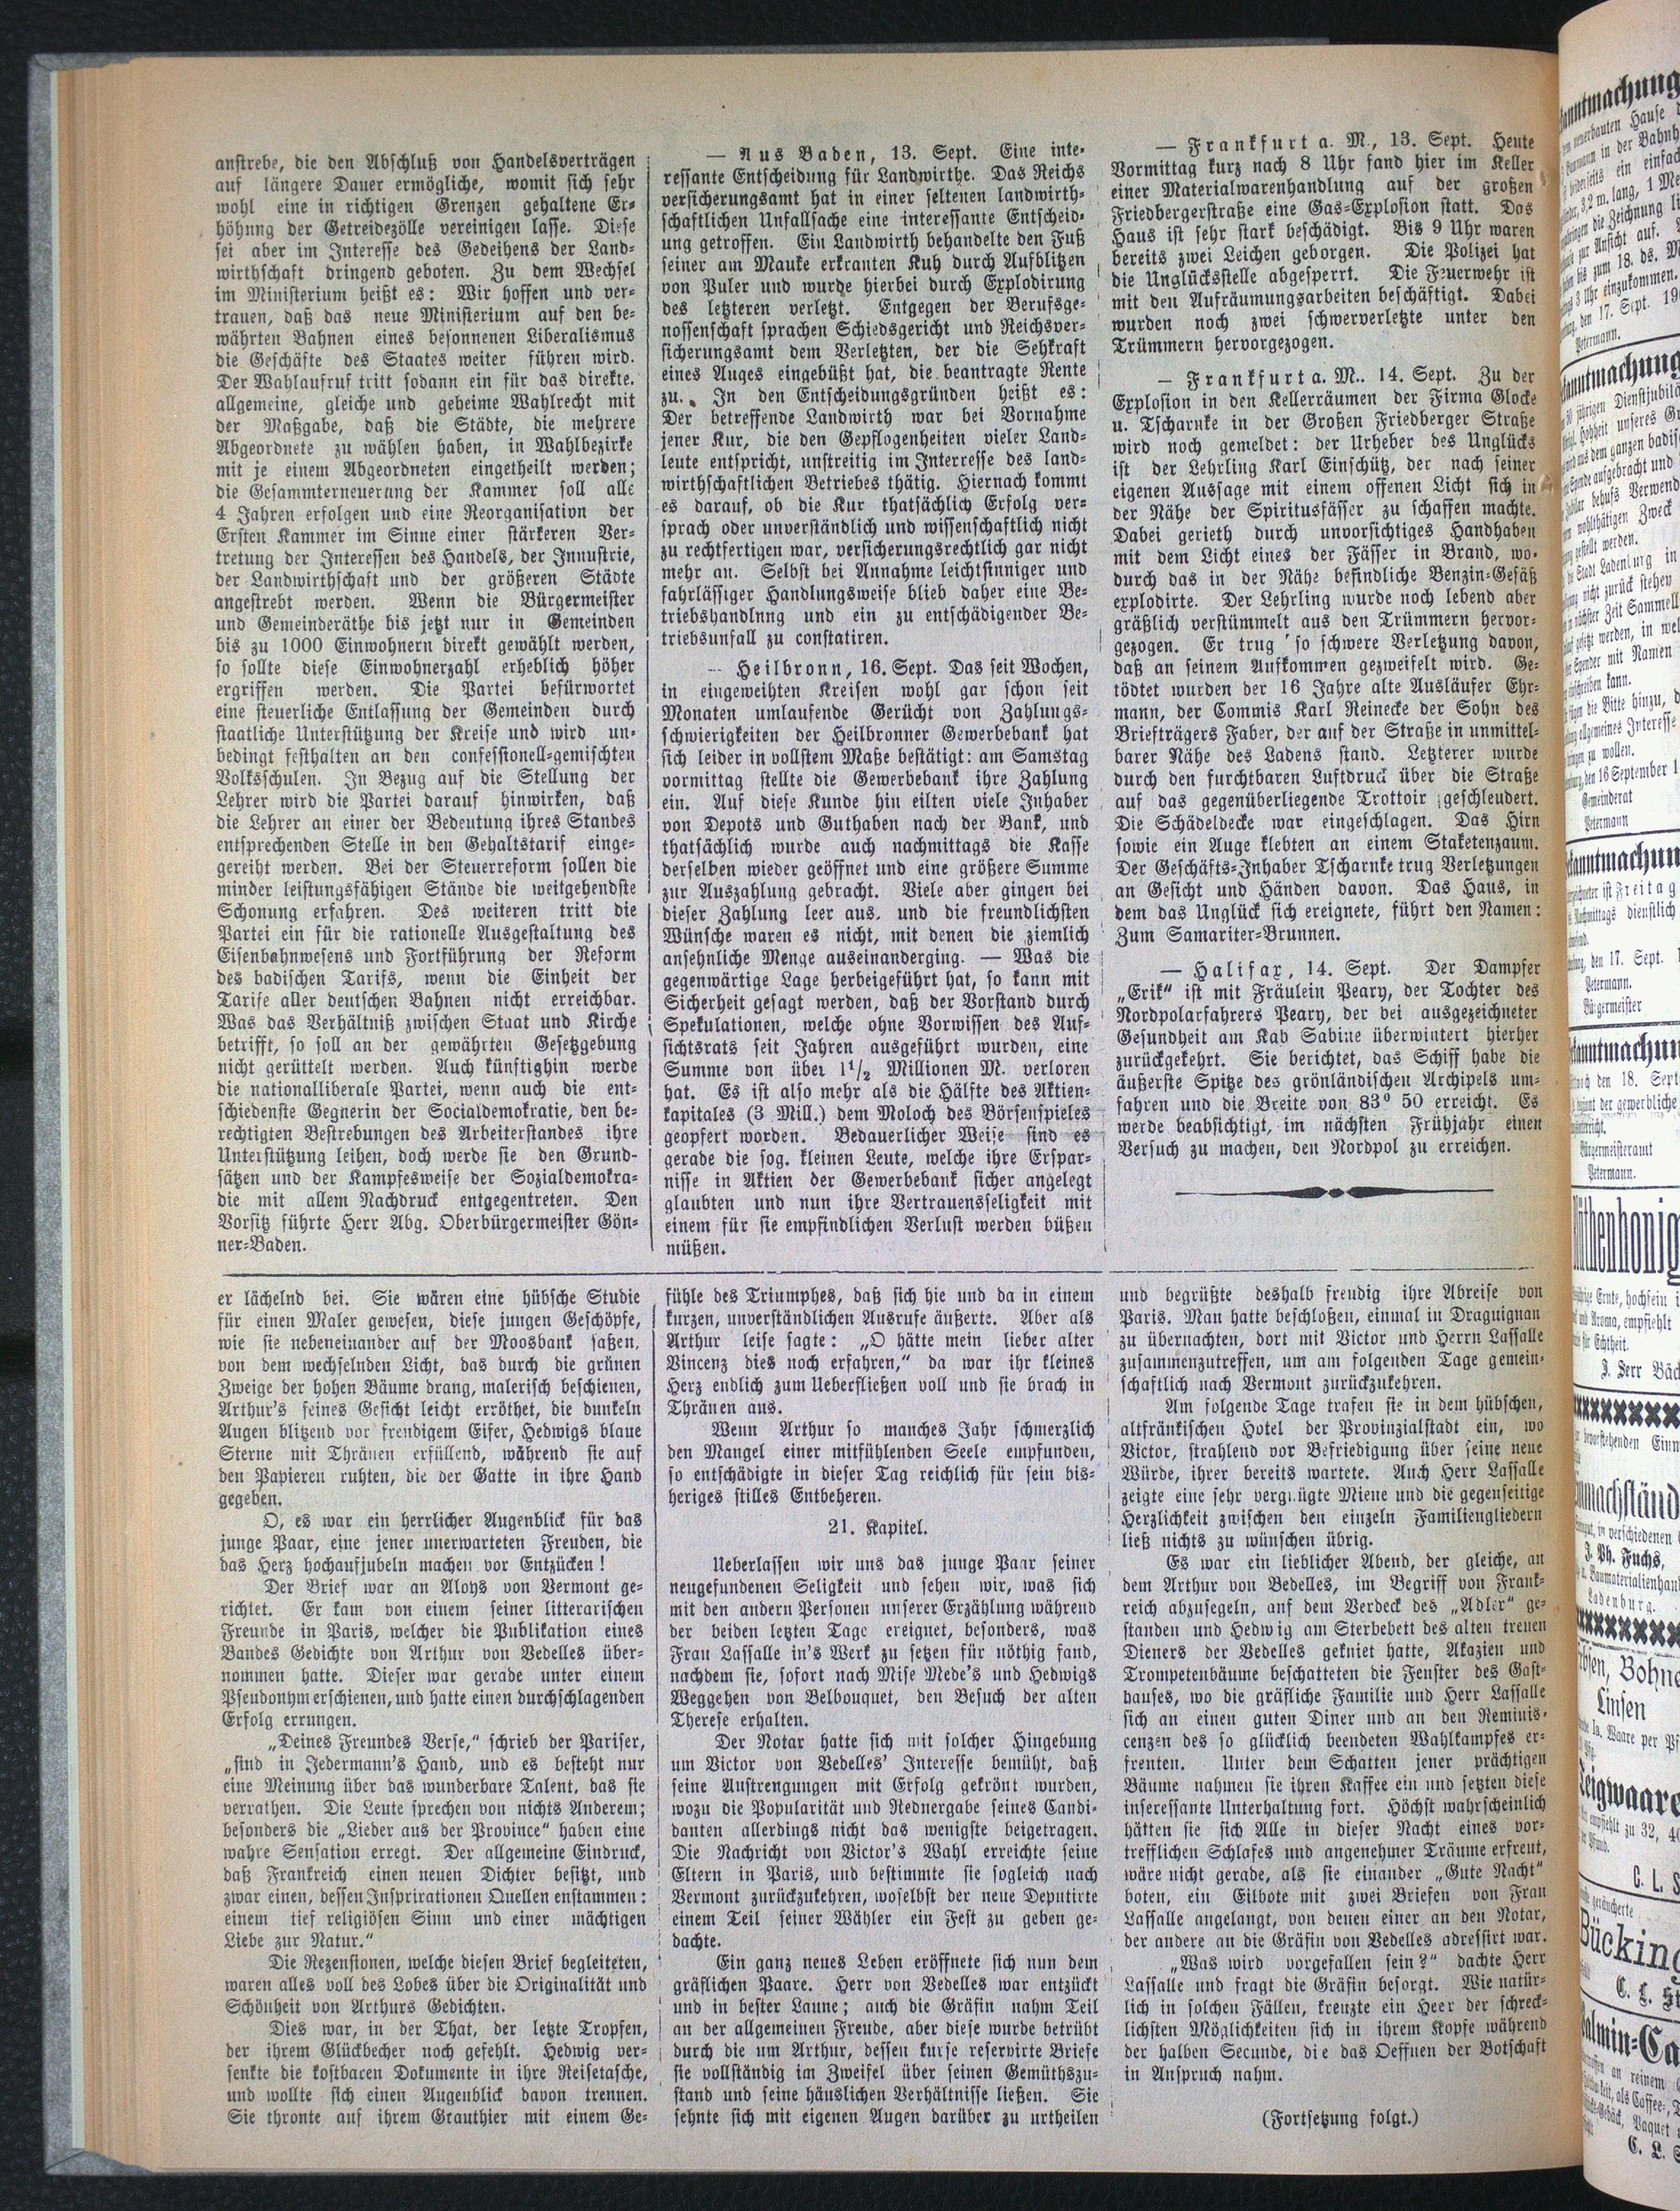 anstrebe, die den Abschluß von Handelsverträgen
auf längere Dauer ermögliche, womit sich sehr
wohl eine in richtigen Grenzen gehaltene Er-
höhung der Getreidezölle vereinigen lasse. Diese
sei aber im Interesse des Gedeihens der Land-
wirthschaft dringend geboten. Zu dem Wechsel
im Ministerium heißt es: Wir hoffen und ver-
trauen, daß das neue Ministerium auf den be-
währten Bahnen eines besonnenen Liberalismus
die Geschäfte des Staates weiter führen wird.
Der Wahlaufruf tritt sodann ein für das direkte.
allgemeine, gleiche und geheime Wahlrecht mit
der Maßgabe, daß die Städte, die mehrere
Abgeordnete zu wählen haben, in Wahlbezirke
mit je einem Abgeordneten eingetheilt werden;
die Gesammterneuerung der Kammer soll alle
4 Jahren erfolgen und eine Reorganisation der
Ersten Kammer im Sinne einer stärkeren Ver-
tretung der Interessen des Handels, der Innustrie,
der Landwirthschaft und der größeren Städte
angestrebt werden. Wenn die Bürgermeister
und Gemeinderäthe bis jetzt nur in Gemeinden
bis zu 1000 Einwohnern direkt gewählt werden,
so sollte diese Einwohnerzahl erheblich höher
ergriffen werden. Die Partei befürwortet
eine steuerliche Entlassung der Gemeinden durch
staatliche Unterstützung der Kreise und wird un-
bedingt festhalten an den confessionell-gemischten
Volksschulen. In Bezug auf die Stellung der
Lehrer wird die Partei darauf hinwirken, daß
die Lehrer an einer der Bedeutung ihres Standes
entsprechenden Stelle in den Gehaltstarif einge-
gereiht werden. Bei der Steuerreform sollen die
minder leistungsfähigen Stände die weitgehendste
Schonung erfahren. Des weiteren tritt die
Partei ein für die rationelle Ausgestaltung des
Eisenbahnwesens und Fortführung der Reform
des badischen Tarifs, wenn die Einheit der
Tarife aller deutschen Bahnen nicht erreichbar.
Was das Verhältniß zwischen Staat und Kirche
betrifft, so soll an der gewährten Gesetzgebung
nicht gerüttelt werden. Auch künftighin werde
die nationalliberale Partei, wenn auch die ent-
schiedenste Gegnerin der Socialdemokratie, den be-
rechtigten Bestrebungen des Arbeiterstandes ihre
Unterstützung leihen, doch werde sie den Grund-
sätzen und der Kampfesweise der Sozialdemokra-
die mit allem Nachdruck entgegentreten. Den
Vorsitz führte Herr Abg. Oberbürgermeister Gön-
ner-Baden.
— Aus Baden, 13. Sept. Eine inte-
ressante Entscheidung für Landwirthe. Das Reichs
versicherungsamt hat in einer seltenen landwirth-
schaftlichen Unfallsache eine interessante Entscheid-
ung getroffen. Ein Landwirth behandelte den Fuß
seiner am Mauke erkranten Kuh durch Aufblitzen
von Puler und wurde hierbei durch Explodirung
des letzteren verletzt. Entgegen der Berufsge-
nossenschaft sprachen Schiedsgericht und Reichsver-
sicherungsamt dem Verletzten, der die Sehkraft
eines Auges eingebüßt hat, die beantragte Rente
zu. In den Entscheidungsgründen heißt es:
Der betreffende Landwirth war bei Vornahme
jener Kur, die den Gepflogenheiten vieler Land-
leute entspricht, unstreitig im Interresse des land-
wirthschaftlichen Betriebes thätig. Hiernach kommt
es darauf, ob die Kur thatsächlich Erfolg ver-
sprach oder unverständlich und wissenschaftlich nicht
zu rechtfertigen war, versicherungsrechtlich gar nicht
mehr an. Selbst bei Annahme leichtsinniger und
fahrlässiger Handlungsweise blieb daher eine Be-
triebshandlnng und ein zu entschädigender Be-
triebsunfall zu constatiren.
— Heilbronn, 16. Sept. Das seit Wochen,
in eingeweihten Kreisen wohl gar schon seit
Monaten umlaufende Gerücht von Zahlungs-
schwierigkeiten der Heilbronner Gewerbebank hat
sich leider in vollstem Maße bestätigt: am Samstag
vormittag stellte die Gewerbebank ihre Zahlung
ein. Auf diese Kunde hin eilten viele Inhaber
von Depots und Guthaben nach der Bank, und
thatsächlich wurde auch nachmittags die Kasse
derselben wieder geöffnet und eine größere Summe
zur Auszahlung gebracht. Viele aber gingen bei
dieser Zahlung leer aus, und die freundlichsten
Wünsche waren es nicht, mit denen die ziemlich
ansehnliche Menge auseinanderging. — Was die
gegenwärtige Lage herbeigeführt hat, so kann mit
Sicherheit gesagt werden, daß der Vorstand durch
Spekulationen, welche ohne Vorwissen des Auf-
sichtsrats seit Jahren ausgeführt wurden, eine
Summe von über 1½ Millionen M. verloren
hat. Es ist also mehr als die Hälfte des Aktien-
kapitales (3 Mill.) dem Moloch des Börsenspieles
geopfert worden. Bedauerlicher Weise sind es
gerade die sog. kleinen Leute, welche ihre Erspar-
nisse in Aktien der Gewerbebank sicher angelegt
glaubten und nun ihre Vertrauensseligkeit mit
einem für sie empfindlichen Verlust werden büßen
müßen.
— Frankfurt a. M., 13. Sept. Heute
Vormittag kurz nach 8 Uhr fand hier im Keller
einer Materialwarenhandlung auf der großen
Friedbergerstraße eine Gas-Explosion statt. Das
Haus ist sehr stark beschädigt. Bis 9 Uhr waren
bereits zwei Leichen geborgen. Die Polizei hat
die Unglücksstelle abgesperrt. Die Feuerwehr ist
mit den Aufräumungsarbeiten beschäftigt. Dabei
wurden noch zwei schwerverletzte unter den
Trümmern hervorgezogen.
— Frankfurt a. M.. 14. Sept. Zu der
Explosion in den Kellerräumen der Firma Glocke
u. Tscharnke in der Großen Friedberger Straße
wird noch gemeldet: der Urheber des Unglücks
ist der Lehrling Karl Einschütz, der nach seiner
eigenen Aussage mit einem offenen Licht sich in
der Nähe der Spiritusfässer zu schaffen machte.
Dabei gerieth durch unvorsichtiges Handhaben
mit dem Licht eines der Fässer in Brand, wo-
durch das in der Nähe befindliche Benzin-Gefäß
explodirte. Der Lehrling wurde noch lebend aber
gräßlich verstümmelt aus den Trümmern hervor-
gezogen. Er trug so schwere Verletzung davon,
daß an seinem Aufkommen gezweifelt wird. Ge-
tödtet wurden der 16 Jahre alte Ausläufer Ehr-
mann, der Commis Karl Reinecke der Sohn des
Briefträgers Faber, der auf der Straße in unmittel-
barer Nähe des Ladens stand. Letzterer wurde
durch den furchtbaren Luftdruck über die Straße
auf das gegenüberliegende Trottoir geschleudert.
Die Schädeldecke war eingeschlagen. Das Hirn
sowie ein Auge klebten an einem Staketenzaum.
Der Geschäfts-Inhaber Tscharnke trug Verletzungen
an Gesicht und Händen davon. Das Haus, in
dem das Unglück sich ereignete, führt den Namen:
Zum Samariter-Brunnen.
— Halifax, 14. Sept. Der Dampfer
„Erik“ ist mit Fräulein Peary, der Tochter des
Nordpolarfahrers Peary, der bei ausgezeichneter
Gesundheit am Kab Sabine überwintert hierher
zurückgekehrt. Sie berichtet, das Schiff habe die
äußerste Spitze des grönländischen Archipels um-
fahren und die Breite von 83° 50 erreicht. Es
werde beabsichtigt, im nächsten Frühjahr einen
Versuch zu machen, den Nordpol zu erreichen.
er lächelnd bei. Sie wären eine hübsche Studie
für einen Maler gewesen, diese jungen Geschöpfe,
wie sie nebeneinander auf der Moosbank saßen,
von dem wechselnden Licht, das durch die grünen
Zweige der hohen Bäume drang, malerisch beschienen,
Arthur's feines Gesicht leicht erröthet, die dunkeln
Augen blitzend vor freudigem Eifer, Hedwigs blaue
Sterne mit Thränen erfüllend, während sie auf
den Papieren ruhten, die der Gatte in ihre Hand
gegeben.
O, es war ein herrlicher Augenblick für das
junge Paar, eine jener unerwarteten Freuden, die
das Herz hochaufjubeln machen vor Entzücken!
Der Brief war an Aloys von Vermont ge-
richtet. Er kam von einem seiner litterarischen
Freunde in Paris, welcher die Publikation eines
Bandes Gedichte von Arthur von Vedelles über-
nommen hatte. Dieser war gerade unter einem
Pseudonym erschienen, und hatte einen durchschlagenden
Erfolg errungen.
„Deines Freundes Verse,“ schrieb der Pariser,
„sind in Jedermann's Hand, und es besteht nur
eine Meinung über das wunderbare Talent, das sie
verrathen. Die Leute sprechen von nichts Anderem;
besonders die „Lieder aus der Province“ haben eine
wahre Sensation erregt. Der allgemeine Eindruck,
daß Frankreich einen neuen Dichter besitzt, und
zwar einen, dessen Insprirationen Quellen enstammen:
einem tief religiösen Sinn und einer mächtigen
Liebe zur Natur.“
Die Rezensionen, welche diesen Brief begleiteten,
waren alles voll des Lobes über die Originalität und
Schönheit von Arthurs Gedichten.
Dies war, in der That, der letzte Tropfen,
der ihrem Glückbecher noch gefehlt. Hedwig ver-
senkte die kostbaren Dokumente in ihre Reisetasche,
und wollte sich einen Augenblick davon trennen.
Sie thronte auf ihrem Grauthier mit einem Ge-
fühle des Triumphes, daß sich hie und da in einem
kurzen, unverständlichen Ausrufe äußerte. Aber als
Arthur leise sagte: „O hätte mein lieber alter
Vincenz dies noch erfahren,“ da war ihr kleines
Herz endlich zum Ueberfließen voll und sie brach in
Thränen aus.
Wenn Arthur so manches Jahr schmerzlich
den Mangel einer mitfühlenden Seele empfunden,
so entschädigte in dieser Tag reichlich für sein bis-
heriges stilles Entbeheren.
21. Kapitel.
Ueberlassen wir uns das junge Paar seiner
neugefundenen Seligkeit und sehen wir, was sich
mit den andern Personen unserer Erzählung während
der beiden letzten Tage ereignet, besonders, was
Frau Lassalle in's Werk zu setzen für nöthig fand,
nachdem sie, sofort nach Mise Mede's und Hedwigs
Weggehen von Belbouquet, den Besuch der alten
Therese erhalten.
Der Notar hatte sich mit solcher Hingebung
um Victor von Vedelles' Interesse bemüht, daß
seine Anstrengungen mit Erfolg gekrönt wurden,
wozu die Popularität und Rednergabe seines Candi-
danten allerdings nicht das wenigste beigetragen.
Die Nachricht von Victor's Wahl erreichte seine
Eltern in Paris, und bestimmte sie sogleich nach
Vermont zurückzukehren, woselbst der neue Deputirte
einem Teil seiner Wähler ein Fest zu geben ge-
dachte.
Ein ganz neues Leben eröffnete sich nun dem
gräflichen Paare. Herr von Vedelles war entzückt
und in bester Laune; auch die Gräfin nahm Teil
an der allgemeinen Freude, aber diese wurde betrübt
durch die um Arthur, dessen kurse reservirte Briefe
sie vollständig im Zweifel über seinen Gemüthszu-
stand und seine häuslichen Verhältnisse ließen. Sie
sehnte sich mit eigenen Augen darüber zu urtheilen
und begrüßte deshalb freudig ihre Abreise von
Paris. Man hatte beschloßen, einmal in Draguignan
zu übernachten, dort mit Victor und Herrn Lassalle
zusammenzutreffen, um am folgenden Tage gemein-
schaftlich nach Vermont zurückzukehren.
Am folgende Tage trafen sie in dem hübschen,
altfränkischen Hotel der Provinzialstadt ein, wo
Victor, strahlend vor Befriedigung über seine neue
Würde, ihrer bereits wartete. Auch Herr Lassalle
zeigte eine sehr vergnügte Miene und die gegenseitige
Herzlichkeit zwischen den einzeln Familiengliedern
ließ nichts zu wünschen übrig.
Es war ein lieblicher Abend, der gleiche, an
dem Arthur von Bedelles, im Begriff von Frank-
reich abzusegeln, auf dem Verdeck des „Adler“ ge-
standen und Hedwig am Sterbebett des alten treuen
Dieners der Vedelles gekniet hatte, Akazien und
Trompetenbäume beschatteten die Fenster des Gast-
hauses, wo die gräfliche Familie und Herr Lassalle
sich an einen guten Diner und an den Reminis-
cenzen des so glücklich beendeten Wahlkampfes er-
freuten. Unter dem Schatten jener prächtigen
Bäume nahmen sie ihren Kaffee ein und setzten diese
inseressante Unterhaltung fort. Höchst wahrscheinlich
hätten sie sich Alle in dieser Nacht eines vor-
trefflichen Schlafes und angenehmer Träume erfreut,
wäre nicht gerade, als sie einander „Gute Nacht“
boten, ein Eilbote mit zwei Briefen von Frau
Lassalle angelangt, von denen einer an den Notar,
der andere an die Gräfin von Vedelles adressirt war.
„Was wird vorgefallen sein?“ dachte Herr
Lassalle und fragt die Gräfin besorgt. Wie natür-
lich in solchen Fällen, kreuzte ein Heer der schreck-
lichsten Möglichkeiten sich in ihrem Kopfe während
der halben Secunde, die das Oeffnen der Botschaft
in Anspruch nahm.
(Fortsetzung folgt.)
den 17. Sept.
Petermann.
Gemeinderat
Petermann
den 17. Sept.
Petermann.
Bürgermeister
den 18. Sept
Bürgermeisteramt
Petermann.
J. Ph. Fuchs,
Ladenburg.
Bohne
Linsen